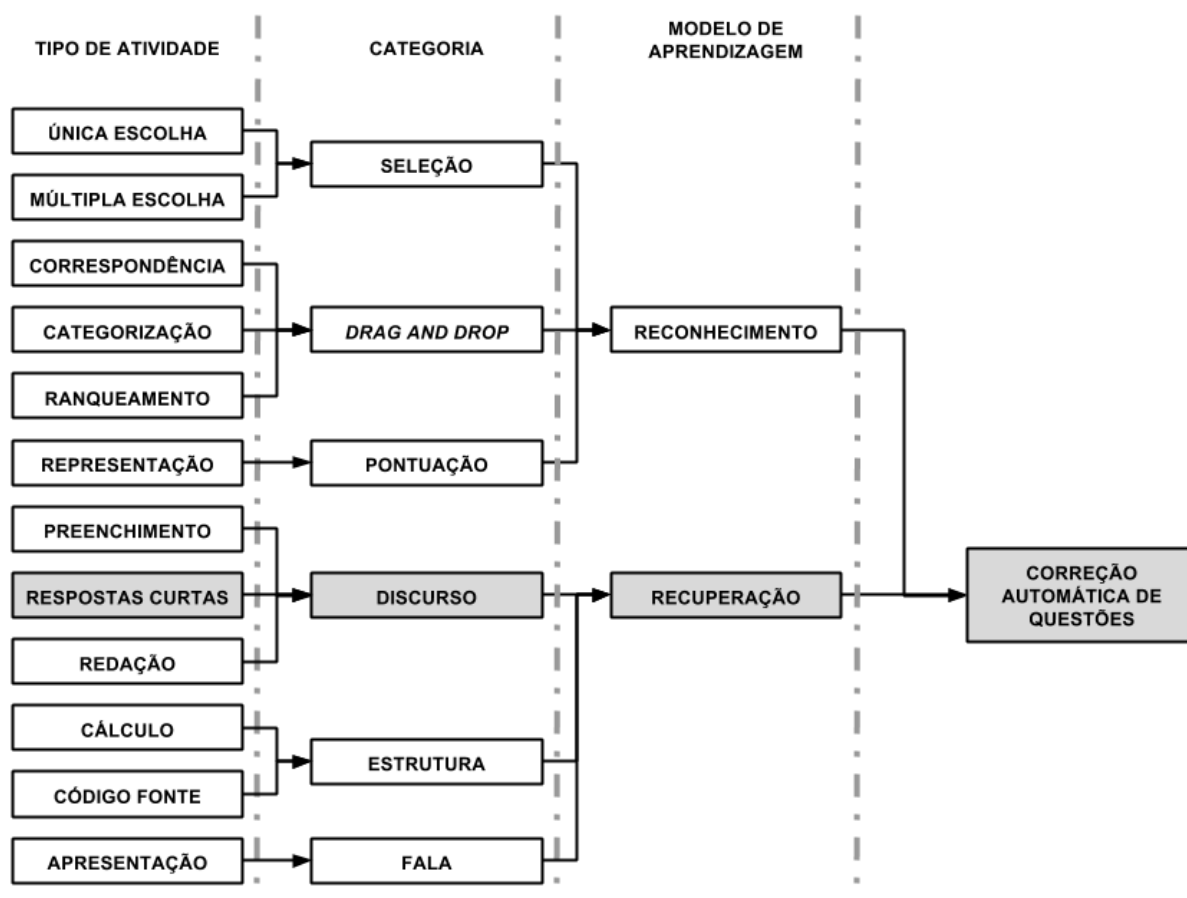 TIPO DE ATIVIDADE
CATEGORIA
MODELO DE
APRENDIZAGEM
ÚNICA ESCOLHA
MÚLTIPLA ESCOLHA
CORRESPONDÊNCIA
CATEGORIZAÇÃO
RANQUEAMENTO
REPRESENTAÇÃO
PREENCHIMENTO
RESPOSTAS CURTAS
REDAÇÃO
CÁLCULO
CÓDIGO FONTE
APRESENTAÇÃO
SELEÇÃO
DRAG AND DROP
PONTUAÇÃO
DISCURSO
ESTRUTURA
FALA
RECONHECIMENTO
RECUPERAÇÃO
CORREÇÃO
AUTOMÁTICA DE
QUESTÕES